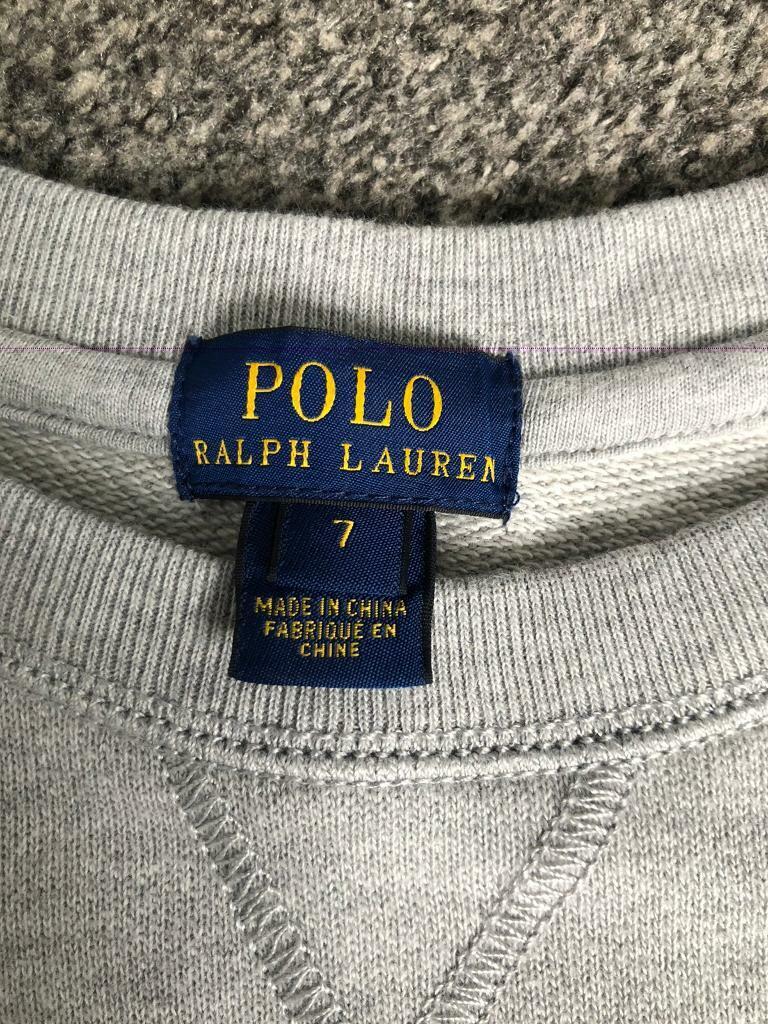 POLO
RALPH LAUREN
7
MADE IN CHINA
FABRIQUÉ EN
CHINE